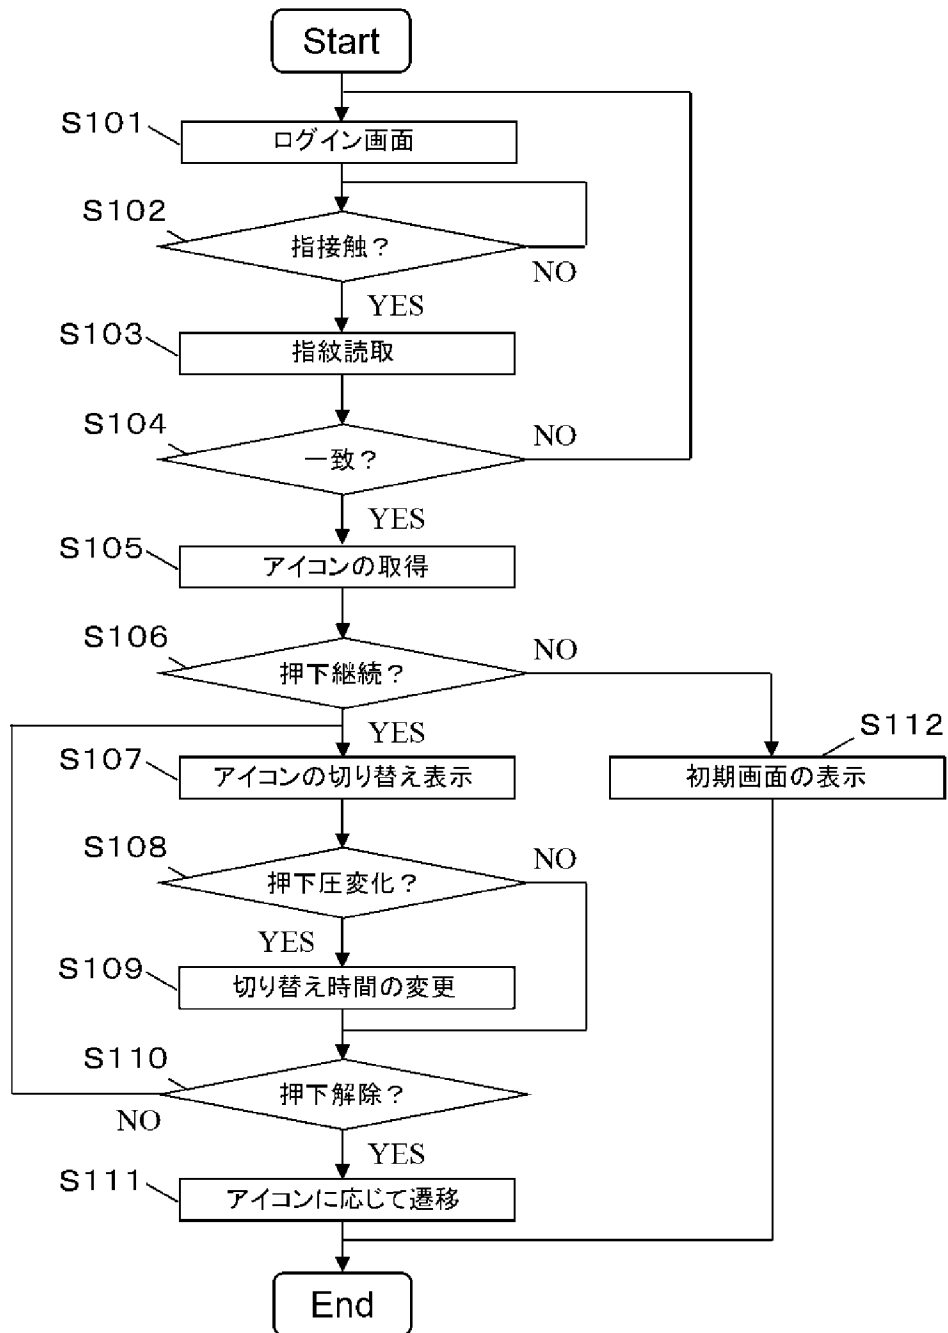 Start
S101
ログイン画面
S102
指接触？
NO
YES
S103
指紋読取
S104
一致？
NO
YES
S105
アイコンの取得
S106
押下継続？
NO
YES
S107
アイコンの切り替え表示
S112
初期画面の表示
S108
押下圧変化？
NO
YES
S109
切り替え時間の変更
S110
押下解除？
NO
YES
S111
アイコンに応じて遷移
End